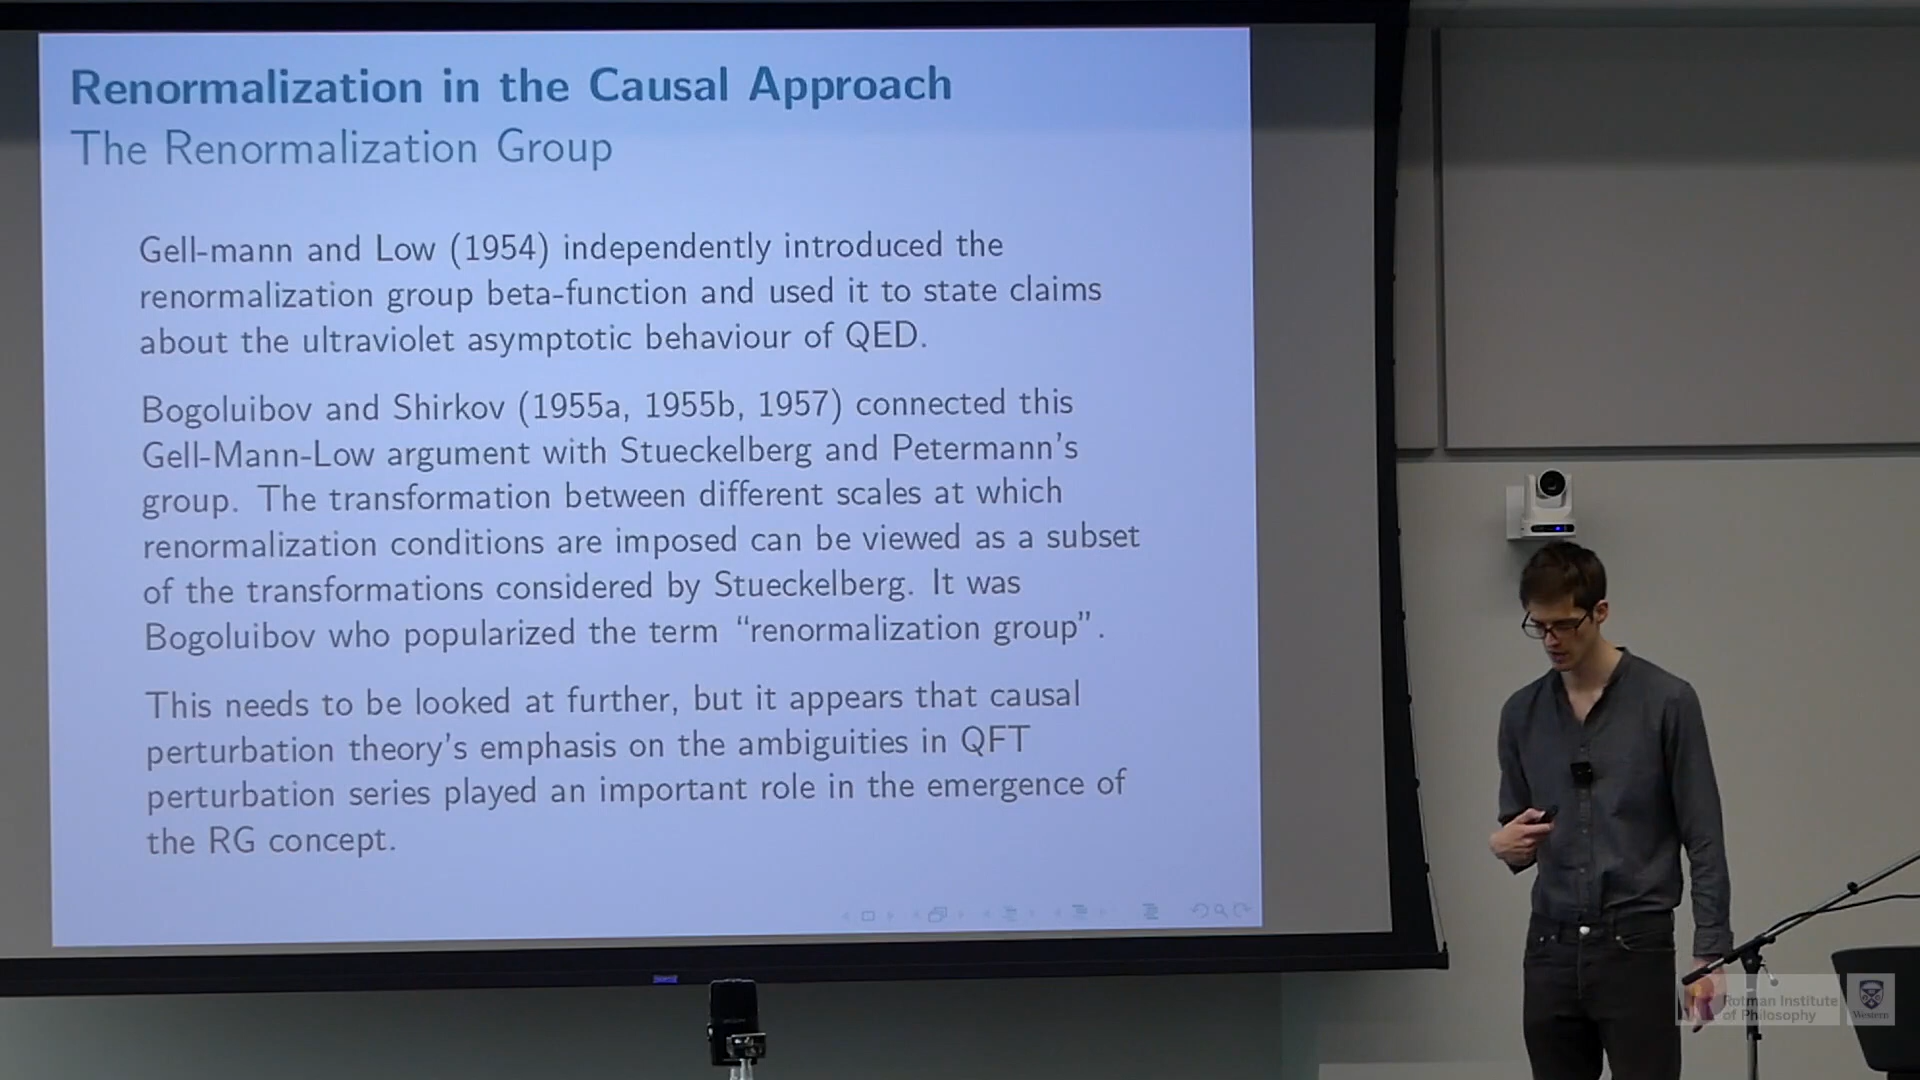 Renormalization in the Causal Approach
The Renormalization Group
Gell-mann and Low (1954) independently introduced the
renormalization group beta-function and used it to state claims
about the ultraviolet asymptotic behaviour of QED.
Bogoluibov and Shirkov (1955a, 1955b, 1957) connected this
Gell-Mann-Low argument with Stueckelberg and Petermann's
group. The transformation between different scales at which
renormalization conditions are imposed can be viewed as a subset
of the transformations considered by Stueckelberg. It was
Bogoluibov who popularized the term “renormalization group”.
This needs to be looked at further, but it appears that causal
perturbation theory's emphasis on the ambiguities in QFT
perturbation series played an important role in the emergence of
the RG concept.
R Rotman Institute
of Philosophy
Western